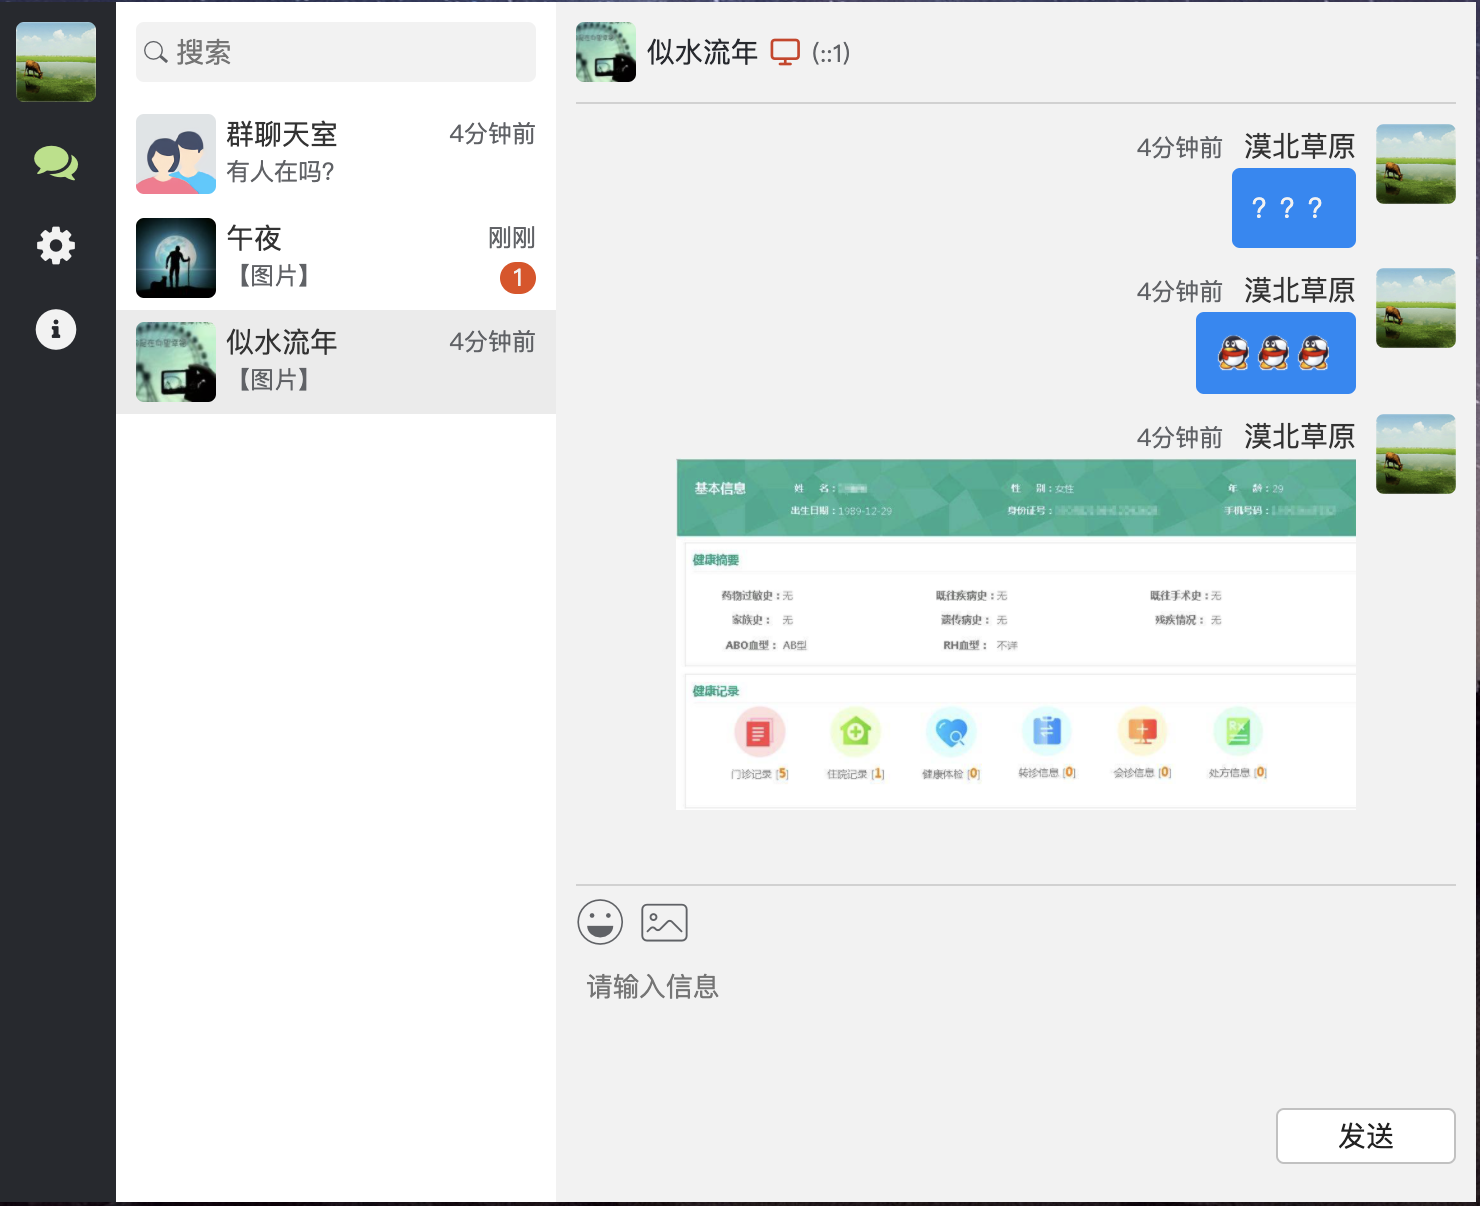 搜索
群聊天室 4分钟前
有人在吗?
午夜 刚刚
【图片】 1
似水流年 4分钟前
【图片】
似水流年 (::1)
4分钟前 漠北草原
？？？
4分钟前 漠北草原
4分钟前 漠北草原
基本信息 姓 名： 性 别：女性 年 龄：29
出生日期：1989-12-29 身份证号： 手机号码：
健康摘要
药物过敏史：无 既往疾病史：无 既往手术史：无
家族史： 无 遗传病史： 无 残疾情况： 无
ABO血型： AB型 RH血型： 不详
健康记录
门诊记录 [5] 住院记录 [1] 健康体检 [0] 转诊信息 [0] 会诊信息 [0] 处方信息 [0]
请输入信息
发送